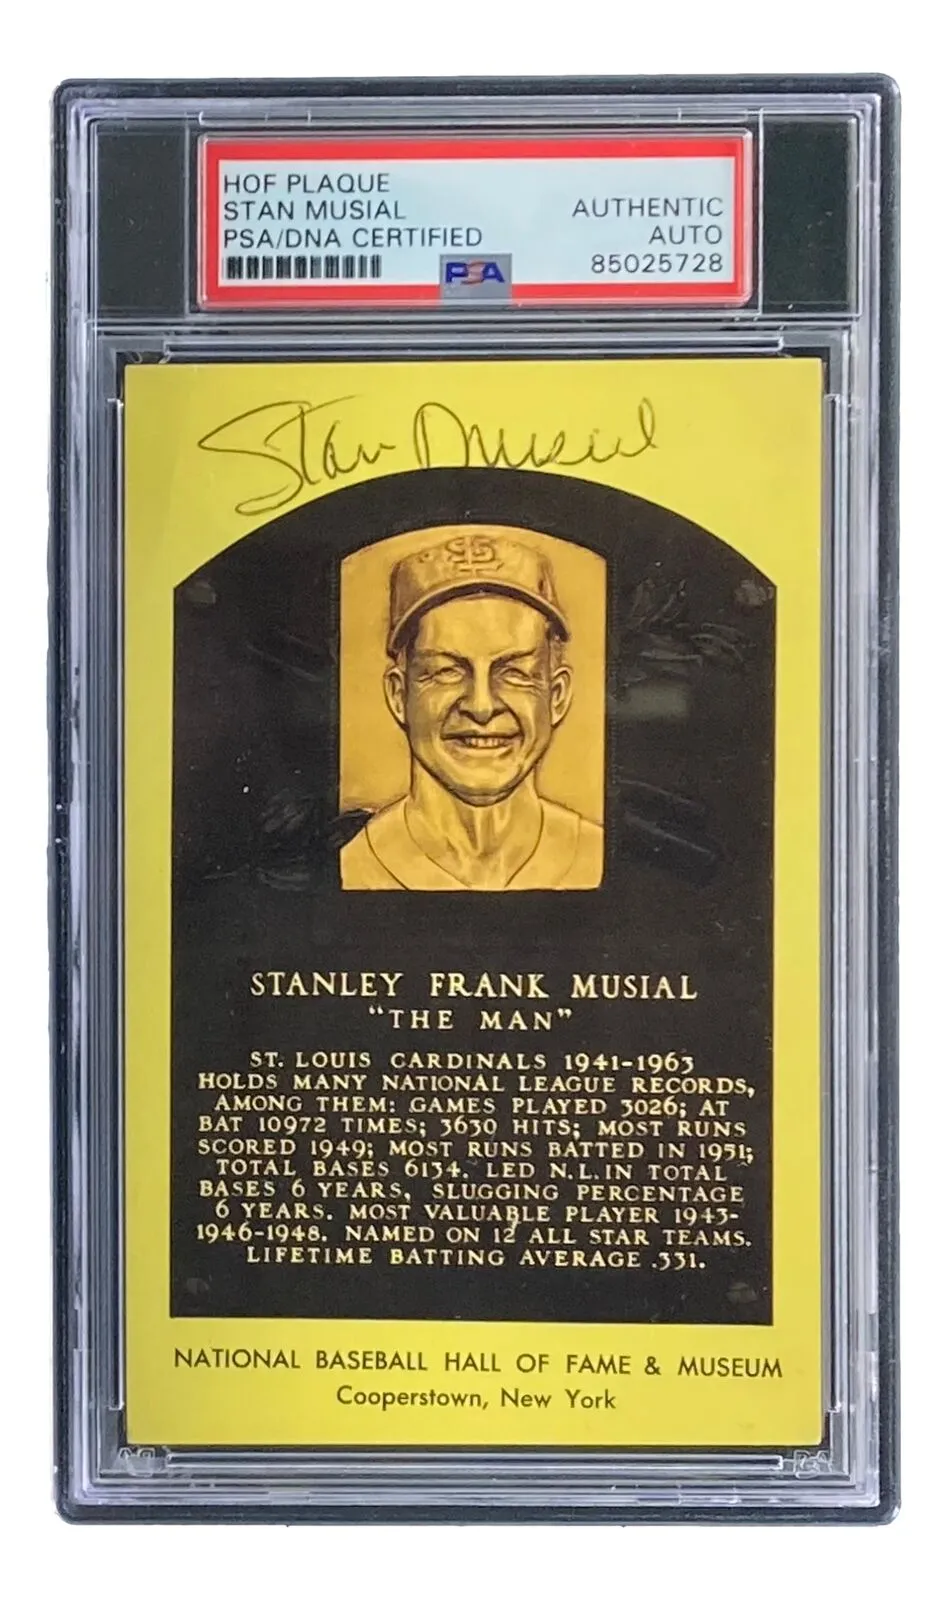 HOF PLAQUE
STAN MUSIAL
PSA/DNA CERTIFIED
AUTHENTIC
AUTO
85025728
PSA
Stan Musial
STANLEY FRANK MUSIAL
"THE MAN"
ST. LOUIS CARDINALS 1941-1963
HOLDS MANY NATIONAL LEAGUE RECORDS,
AMONG THEM: GAMES PLAYED 3026; AT
BAT 10972 TIMES; 3630 HITS; MOST RUNS
SCORED 1949; MOST RUNS BATTED IN 1951;
TOTAL BASES 6134. LED N.L. IN TOTAL
BASES 6 YEARS, SLUGGING PERCENTAGE
6 YEARS. MOST VALUABLE PLAYER 1943-
1946-1948. NAMED ON 12 ALL STAR TEAMS.
LIFETIME BATTING AVERAGE .331.
NATIONAL BASEBALL HALL OF FAME & MUSEUM
Cooperstown, New York